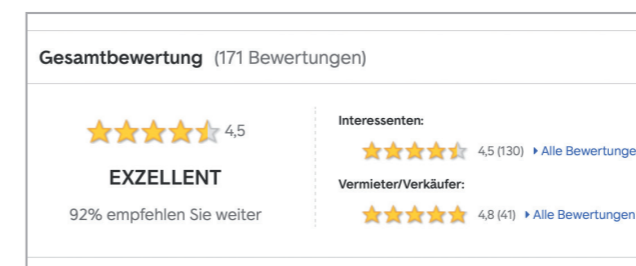 Gesamtbewertung (171 Bewertungen)
4,5
EXZELLENT
92% empfehlen Sie weiter
Interessenten:
4,5 (130) Alle Bewertunge
Vermieter/Verkäufer:
4,8 (41) Alle Bewertungen